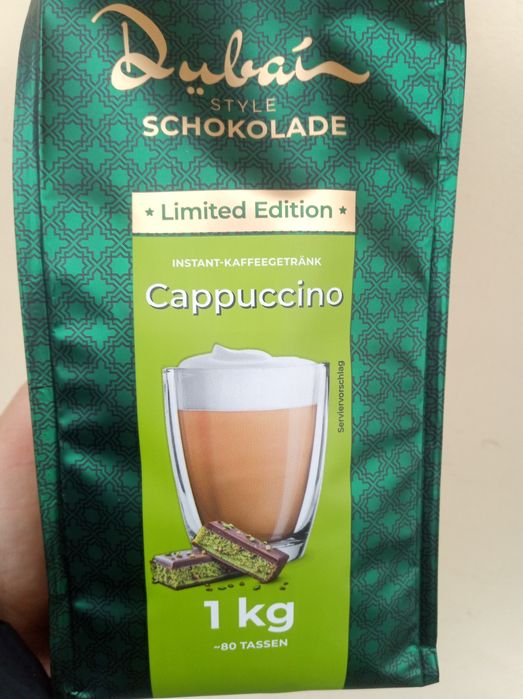 Dubai
STYLE
SCHOKOLADE
★ Limited Edition ★
INSTANT-KAFFEEGETRÄNK
Cappuccino
Serviervorschlag
1 kg
~80 TASSEN